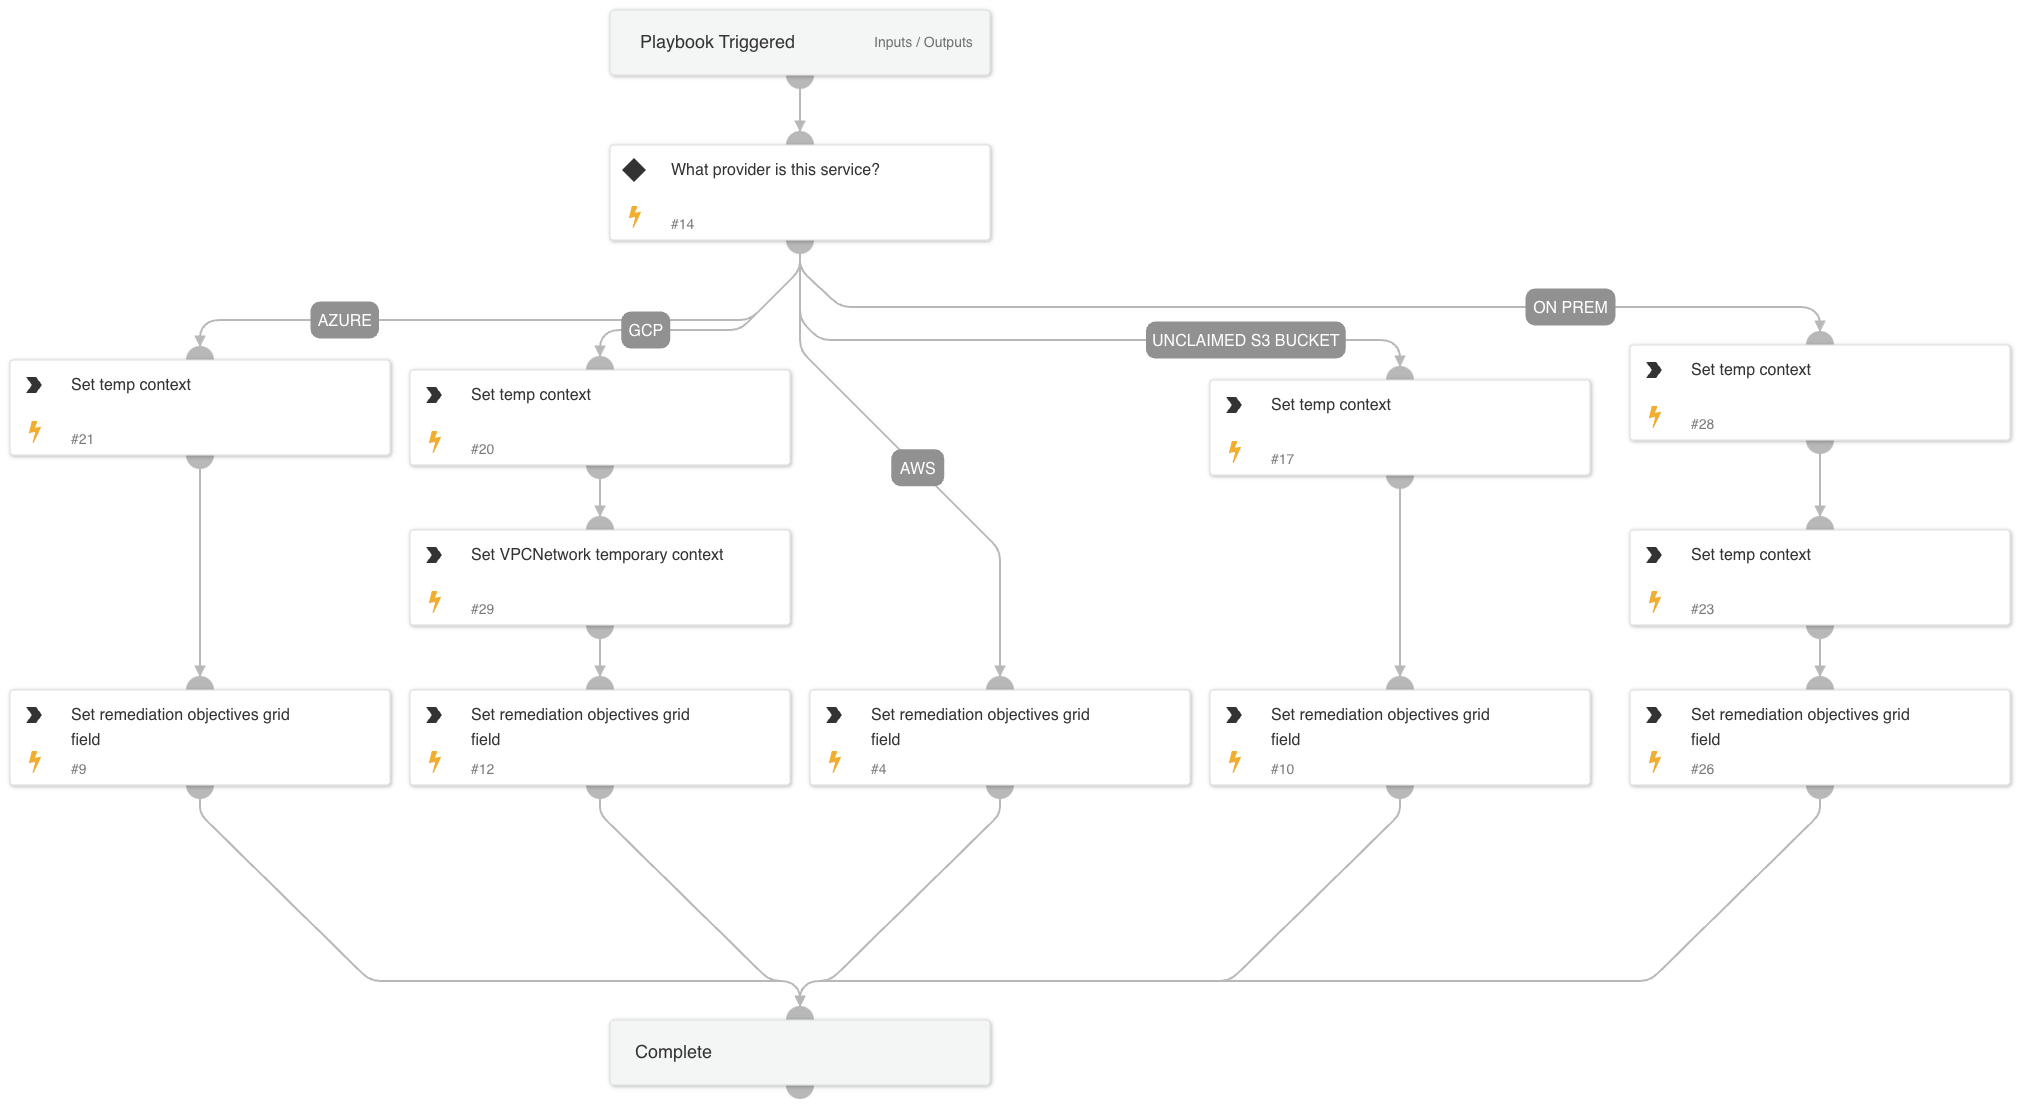 Playbook Triggered
Inputs / Outputs
What provider is this service?
#14
AZURE
GCP
AWS
UNCLAIMED S3 BUCKET
ON PREM
Set temp context
#21
Set temp context
#20
Set temp context
#17
Set temp context
#28
Set VPCNetwork temporary context
#29
Set temp context
#23
Set remediation objectives grid
field
#9
Set remediation objectives grid
field
#12
Set remediation objectives grid
field
#4
Set remediation objectives grid
field
#10
Set remediation objectives grid
field
#26
Complete